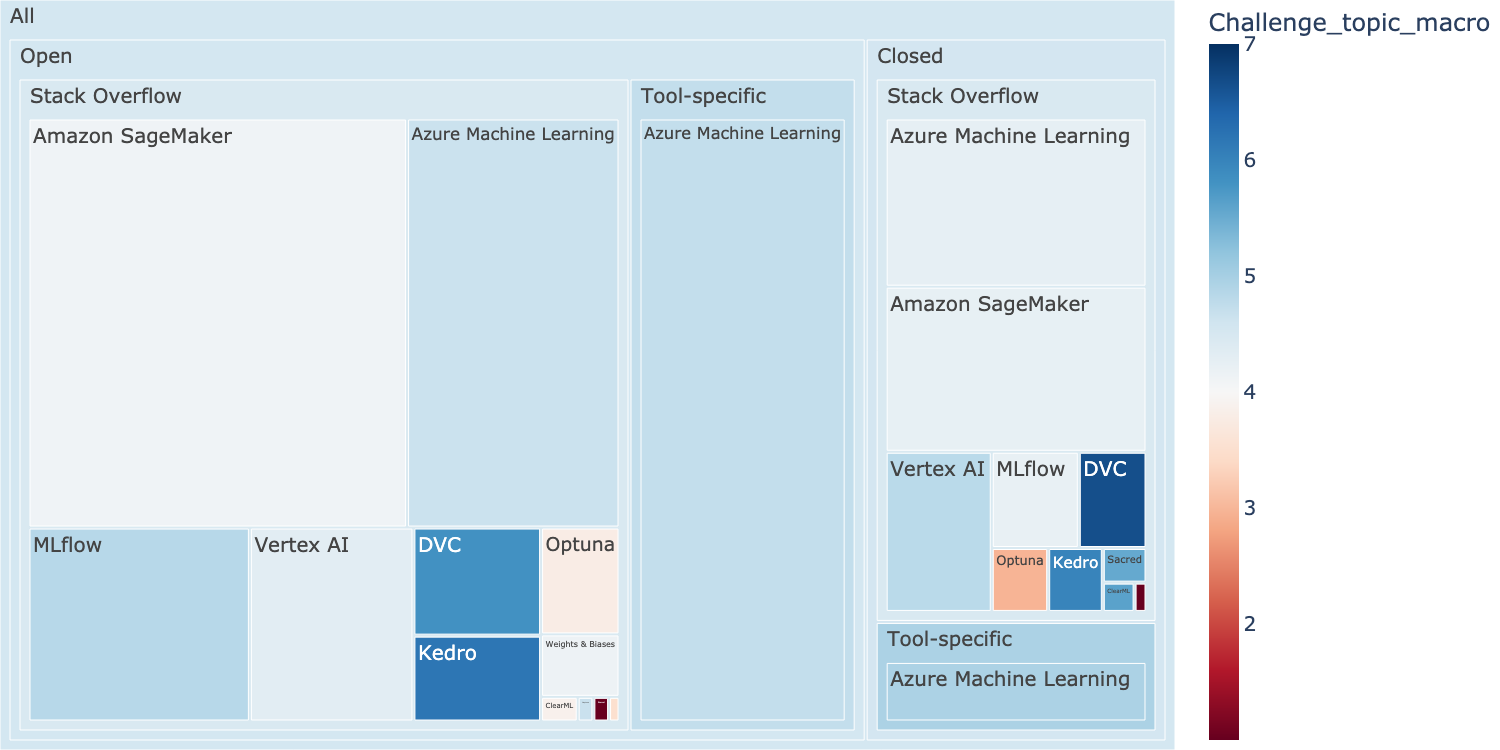 All
Open
Stack Overflow
Amazon SageMaker
Azure Machine Learning
MLflow
Vertex AI
DVC
Kedro
Optuna
Weights & Biases
ClearML
Tool-specific
Azure Machine Learning
Closed
Stack Overflow
Azure Machine Learning
Amazon SageMaker
Vertex AI
MLflow
DVC
Optuna
Kedro
Sacred
ClearML
Tool-specific
Azure Machine Learning
Challenge_topic_macro
7
6
5
4
3
2